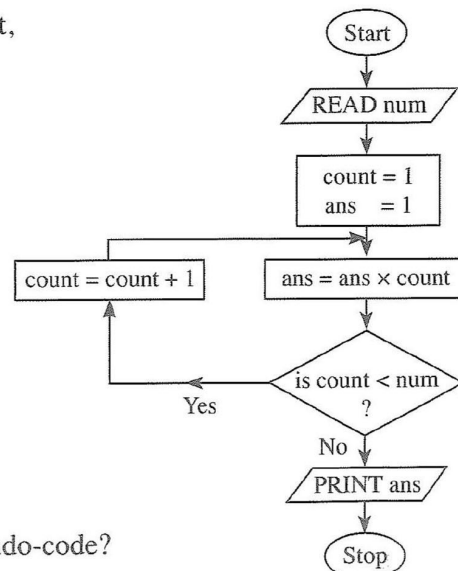 t,
Start
READ num
count = 1
ans = 1
count = count + 1
ans = ans × count
is count < num
?
Yes
No
PRINT ans
do-code?
Stop